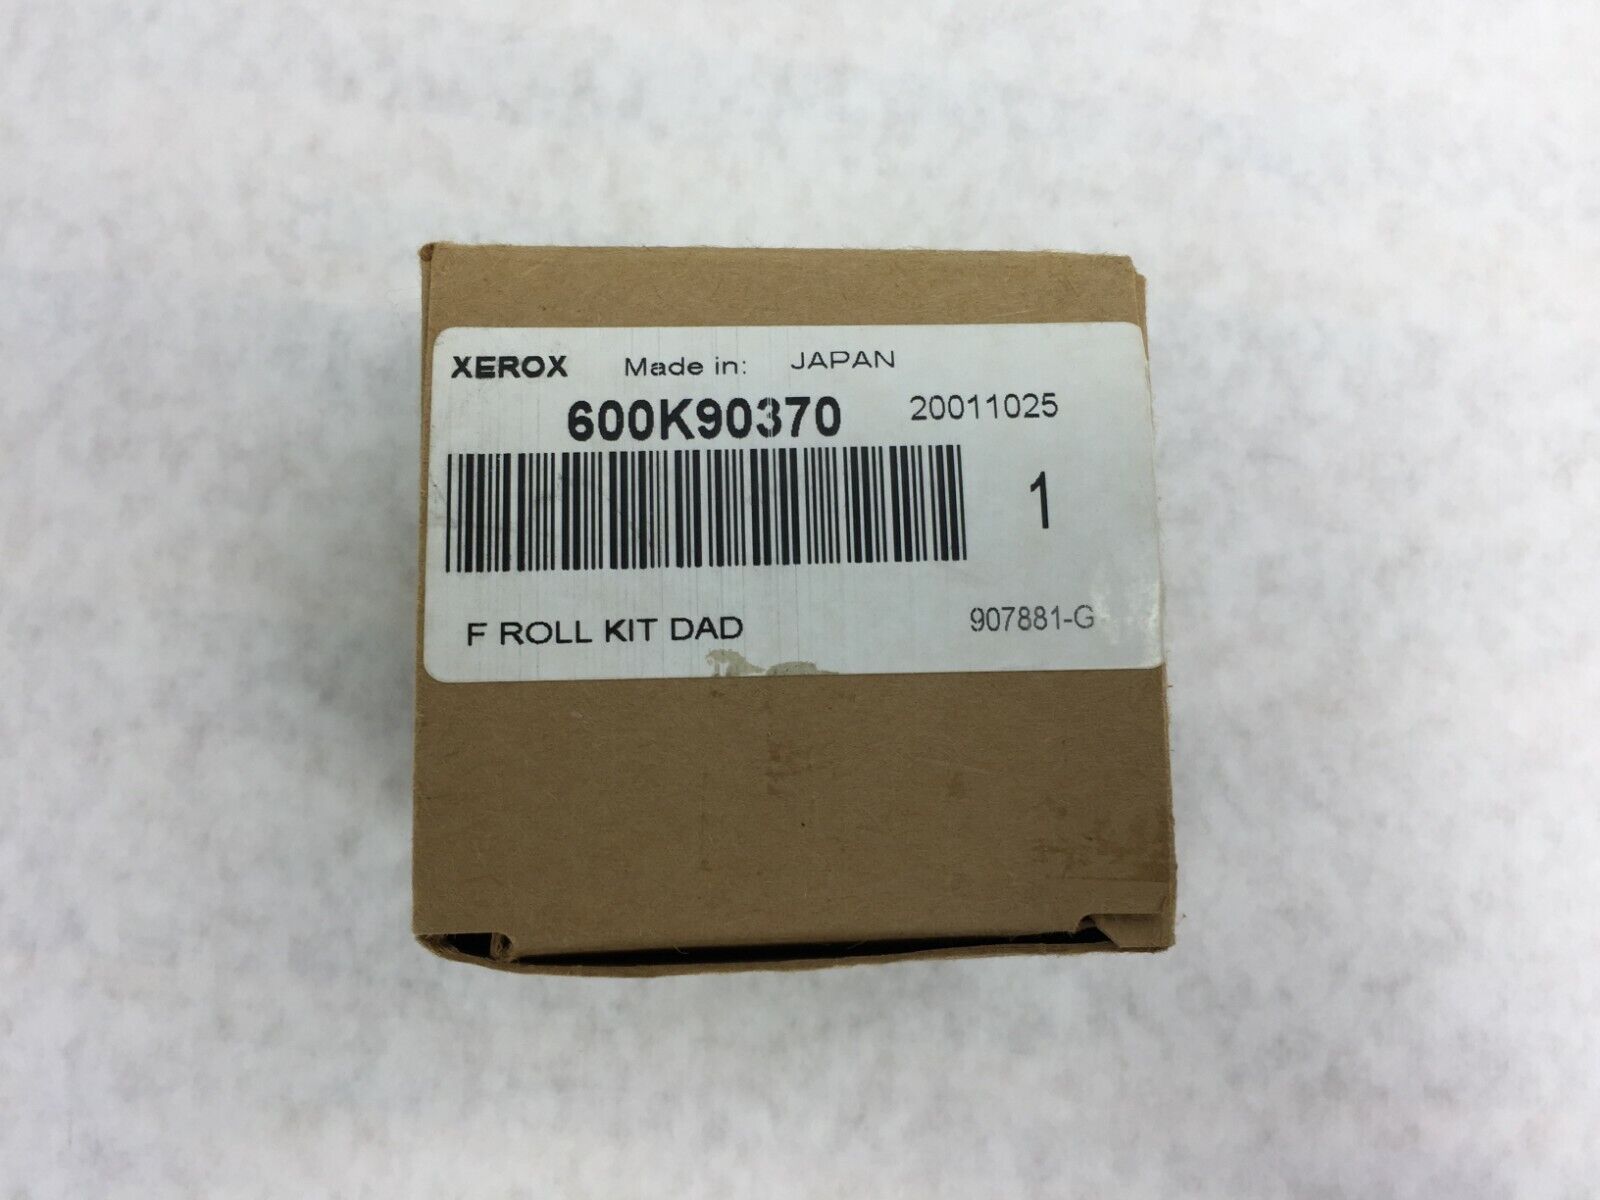 XEROX Made in: JAPAN
600K90370 20011025
1
F ROLL KIT DAD 907881-G